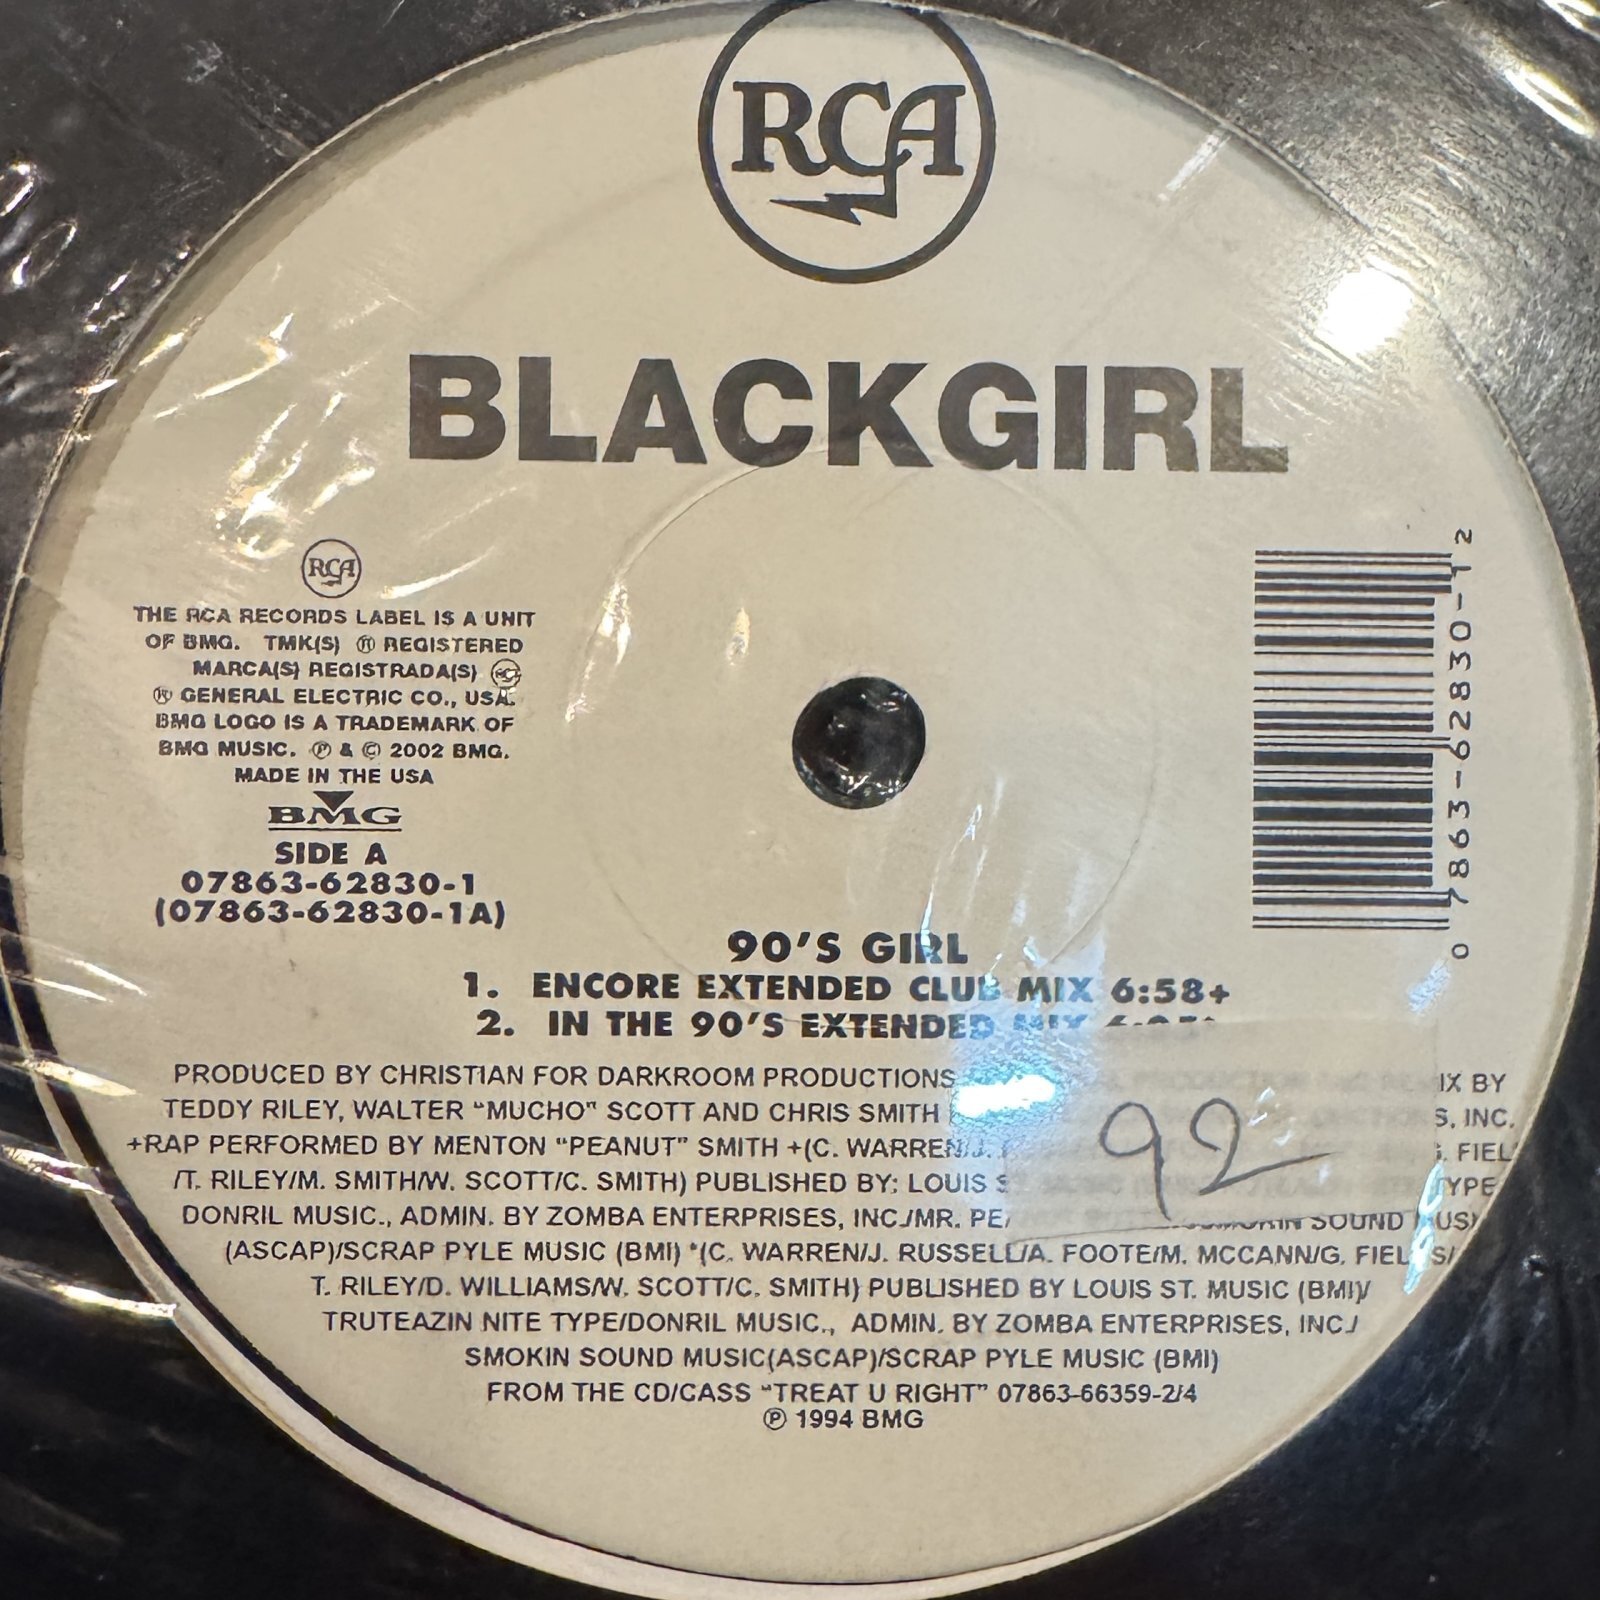 RCA
BLACKGIRL
RCA
THE RCA RECORDS LABEL IS A UNIT
OF BMG. TMK(S) ® REGISTERED
MARCA(S) REGISTRADA(S) RCA
® GENERAL ELECTRIC CO., USA.
BMG LOGO IS A TRADEMARK OF
BMG MUSIC. ℗ & © 2002 BMG.
MADE IN THE USA
BMG
SIDE A
07863-62830-1
(07863-62830-1A)
0 7863-62830-1 2
90'S GIRL
1. ENCORE EXTENDED CLUB MIX 6:58+
2. IN THE 90'S EXTENDED MIX
PRODUCED BY CHRISTIAN FOR DARKROOM PRODUCTIONS BY
TEDDY RILEY, WALTER "MUCHO" SCOTT AND CHRIS SMITH INC.
92
+RAP PERFORMED BY MENTON "PEANUT" SMITH +(C. WARREN/J.
/T. RILEY/M. SMITH/W. SCOTT/C. SMITH) PUBLISHED BY: LOUIS
DONRIL MUSIC., ADMIN. BY ZOMBA ENTERPRISES, INC./MR. SOUND
(ASCAP)/SCRAP PYLE MUSIC (BMI) *(C. WARREN/J. RUSSELL/A. FOOTE/M. MCCANN/G. FIELDS/
T. RILEY/D. WILLIAMS/W. SCOTT/C. SMITH) PUBLISHED BY LOUIS ST. MUSIC (BMI)/
TRUTEAZIN NITE TYPE/DONRIL MUSIC., ADMIN. BY ZOMBA ENTERPRISES, INC./
SMOKIN SOUND MUSIC(ASCAP)/SCRAP PYLE MUSIC (BMI)
FROM THE CD/CASS "TREAT U RIGHT" 07863-66359-2/4
℗ 1994 BMG